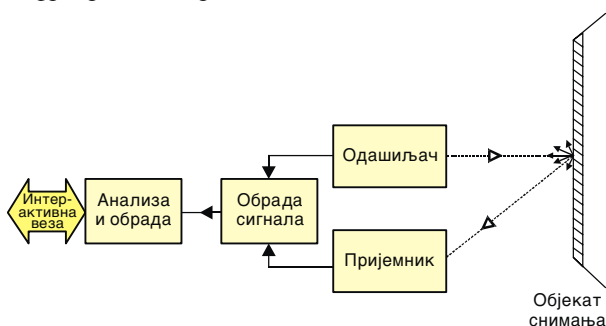 Одашиљач
Интер-
активна
веза
Анализа
и обрада
Обрада
сигнала
Пријемник
Објекат
снимања